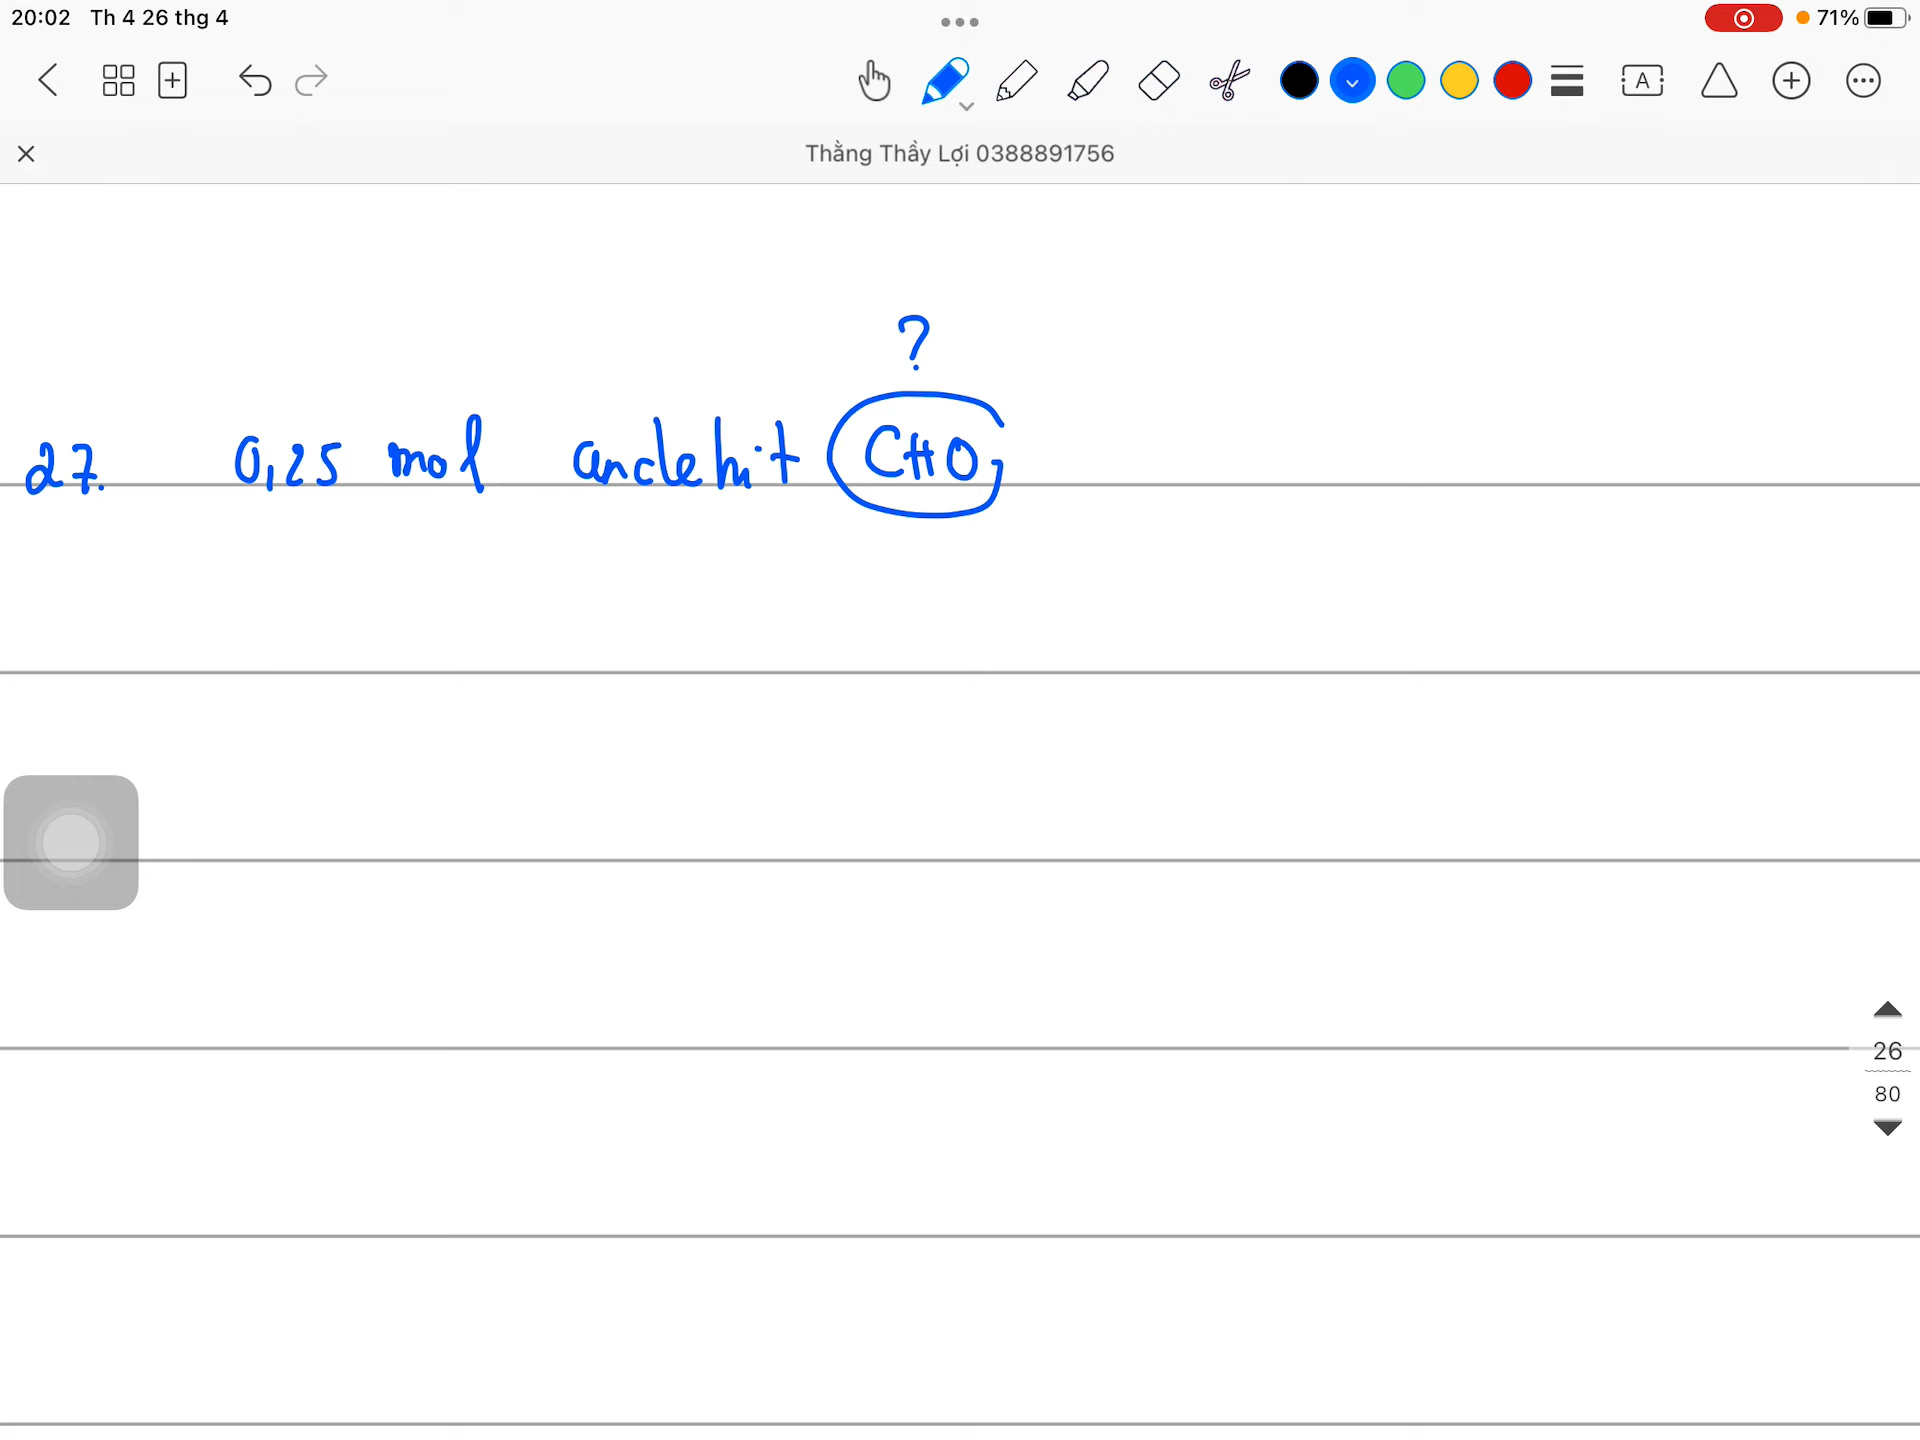 20:02 Th 4 26 thg 4 71%
A
Thằng Thầy Lợi 0388891756
?
27. 0,25 mol andehit CHO
26
80